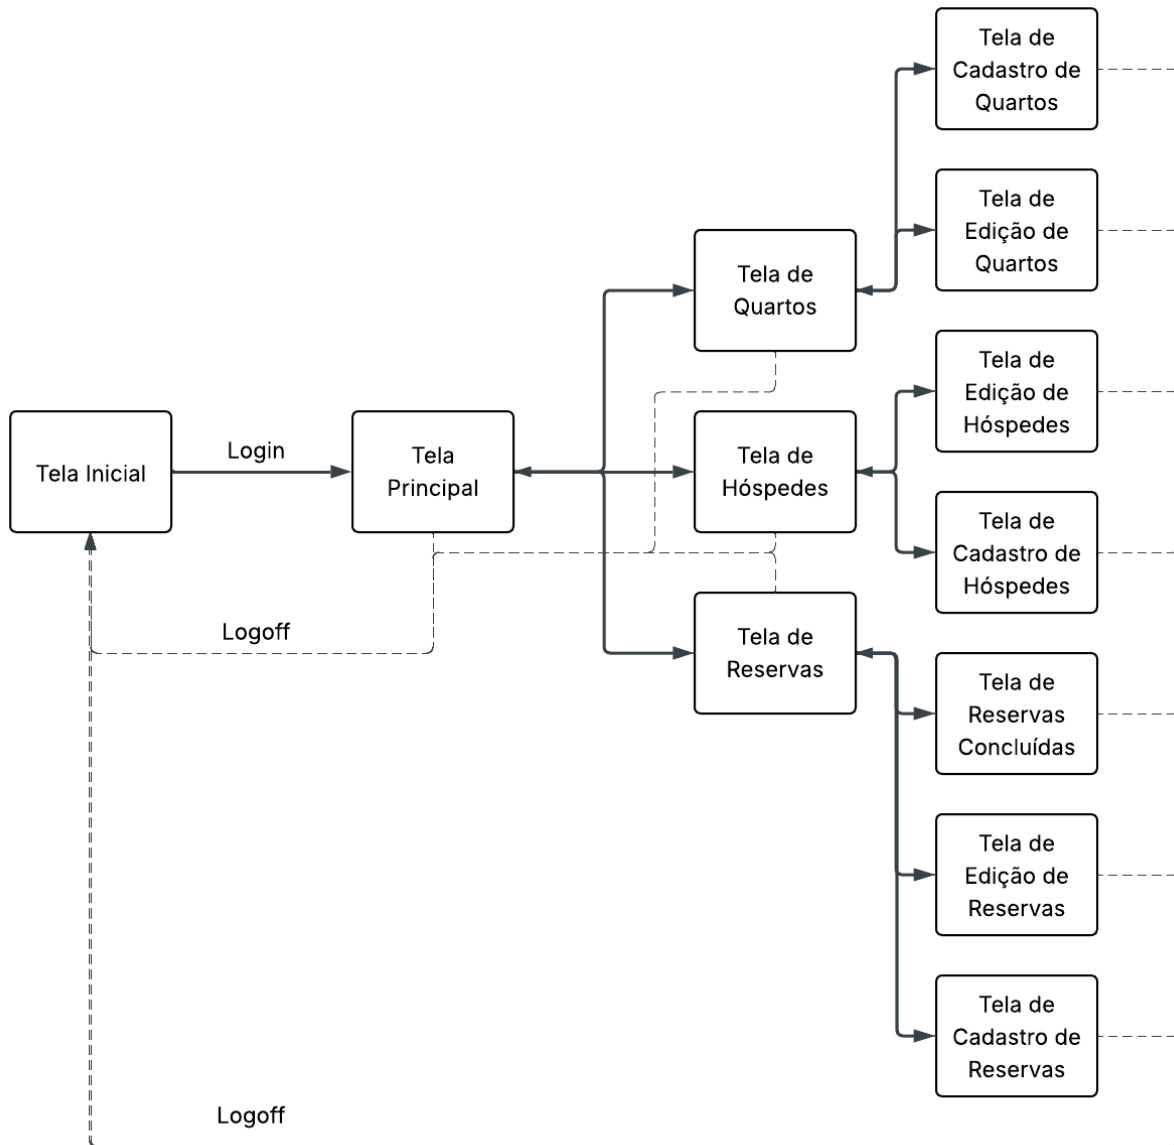 Tela de
Cadastro de
Quartos
Tela de
Edição de
Quartos
Tela de
Quartos
Tela de
Edição de
Hóspedes
Tela Inicial
Login
Tela
Principal
Tela de
Hóspedes
Tela de
Cadastro de
Hóspedes
Logoff
Tela de
Reservas
Tela de
Reservas
Concluídas
Tela de
Edição de
Reservas
Tela de
Cadastro de
Reservas
Logoff